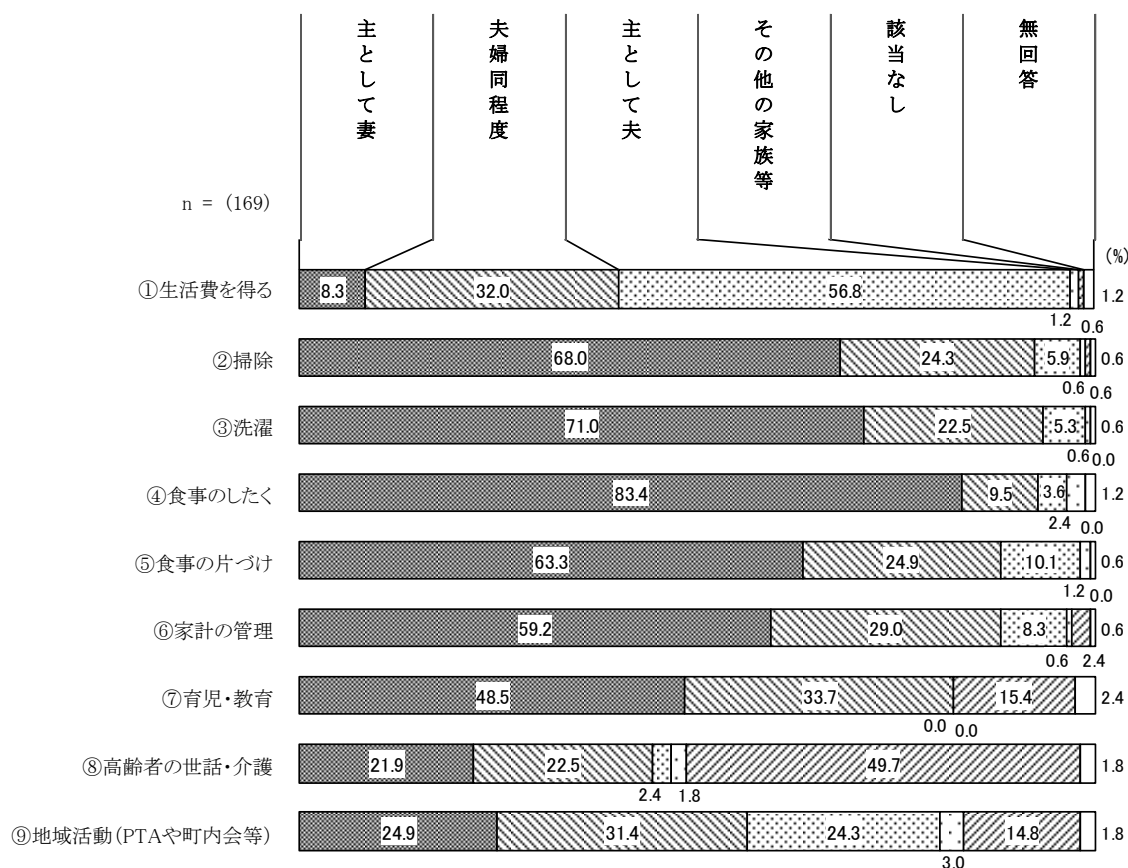 主として妻
夫婦同程度
主として夫
その他の家族等
該当なし
無回答
n = (169)
(%)
①生活費を得る
8.3 32.0 56.8 1.2
1.2 0.6
②掃除
68.0 24.3 5.9 0.6
0.6 0.6
③洗濯
71.0 22.5 5.3 0.6
0.6 0.0
④食事のしたく
83.4 9.5 3.6 1.2
2.4 0.0
⑤食事の片づけ
63.3 24.9 10.1 0.6
1.2 0.0
⑥家計の管理
59.2 29.0 8.3 0.6
0.6 2.4
⑦育児・教育
48.5 33.7 15.4 2.4
0.0 0.0
⑧高齢者の世話・介護
21.9 22.5 49.7 1.8
2.4 1.8
⑨地域活動(PTAや町内会等)
24.9 31.4 24.3 14.8 1.8
3.0